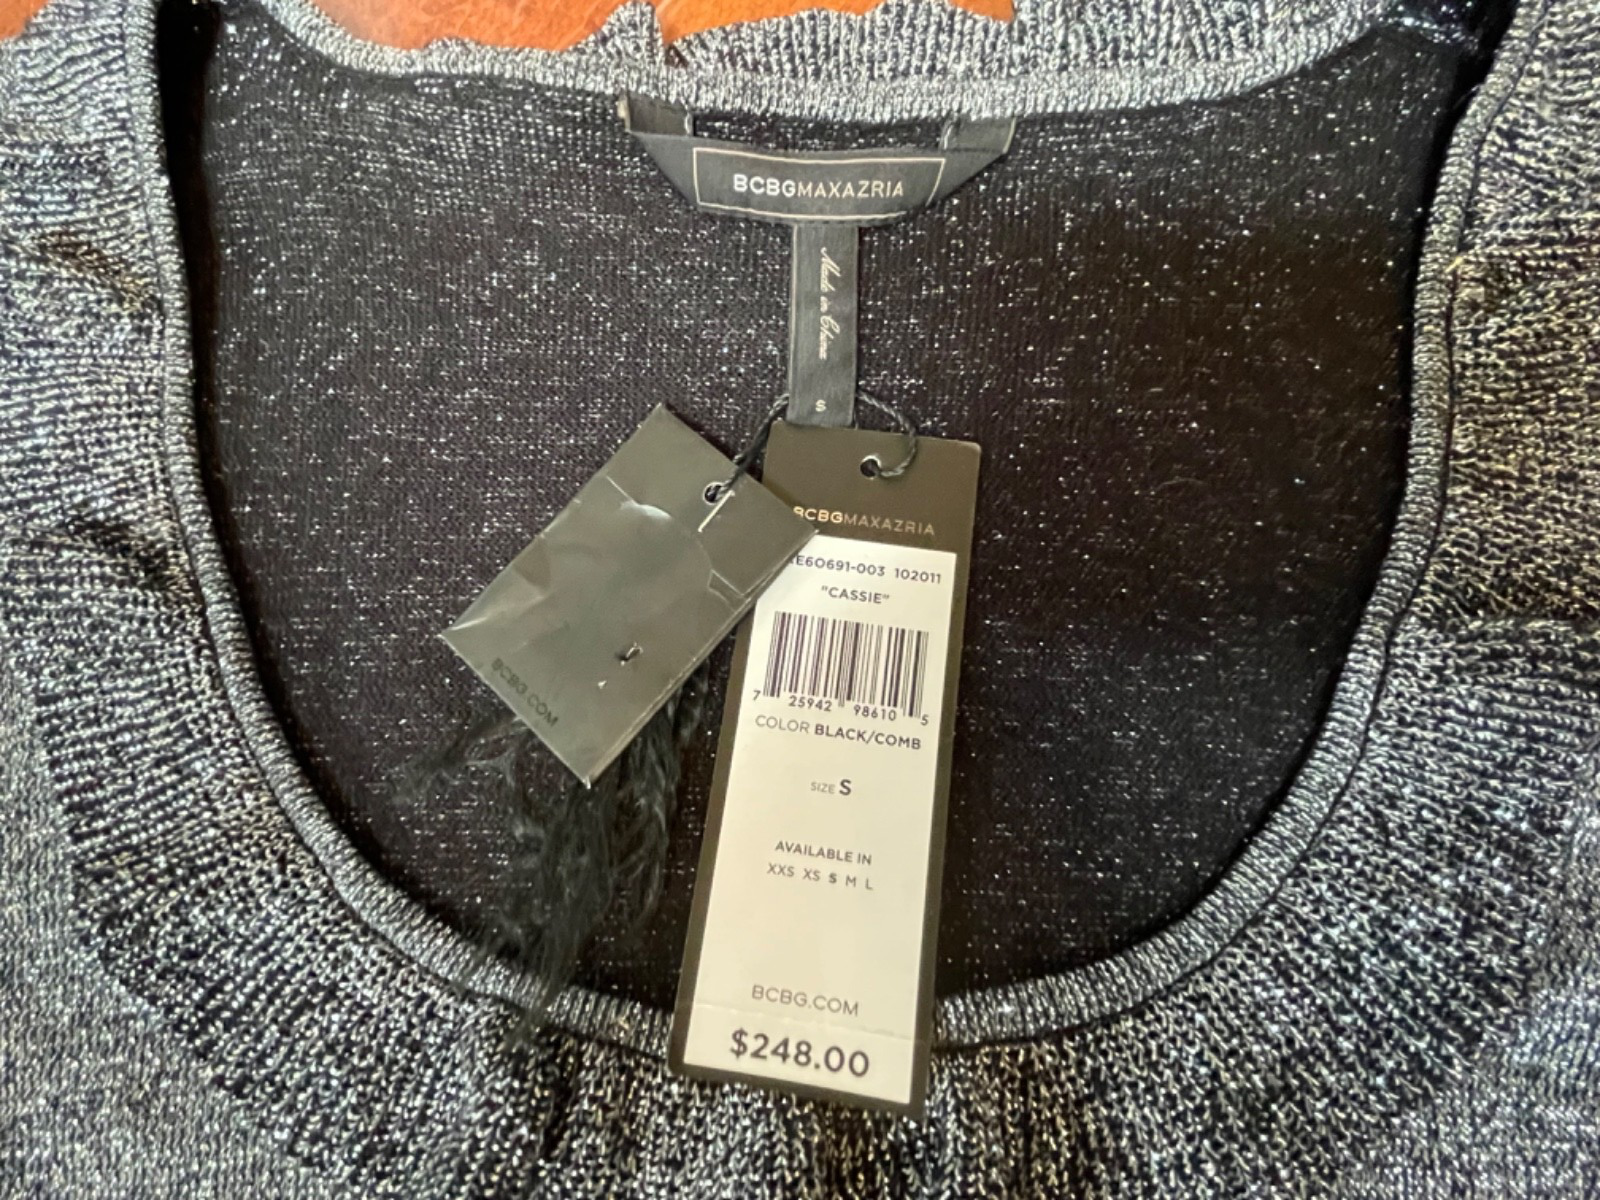 BCBGMAXAZRIA
Made in China
S
BCBGMAXAZRIA
E60691-003 102011
"CASSIE"
7 25942 98610 5
COLOR BLACK/COMB
SIZE S
AVAILABLE IN
XXS XS S M L
BCBG.COM
$248.00
BCBG.COM